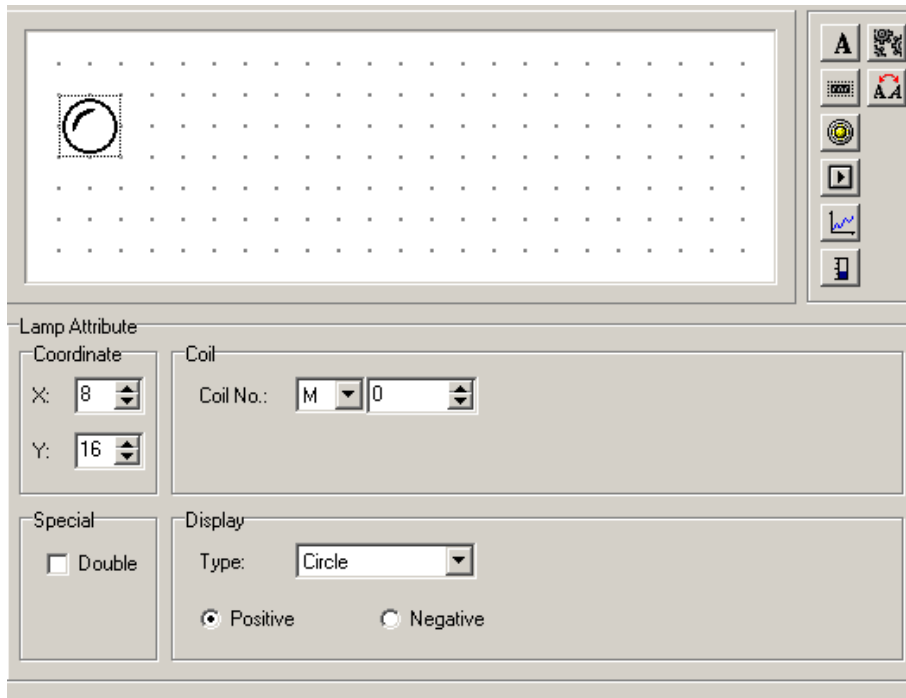 A
A A
Lamp Attribute
Coordinate
X: 8
Y: 16
Coil
Coil No.: M 0
Special
Double
Display
Type: Circle
Positive Negative